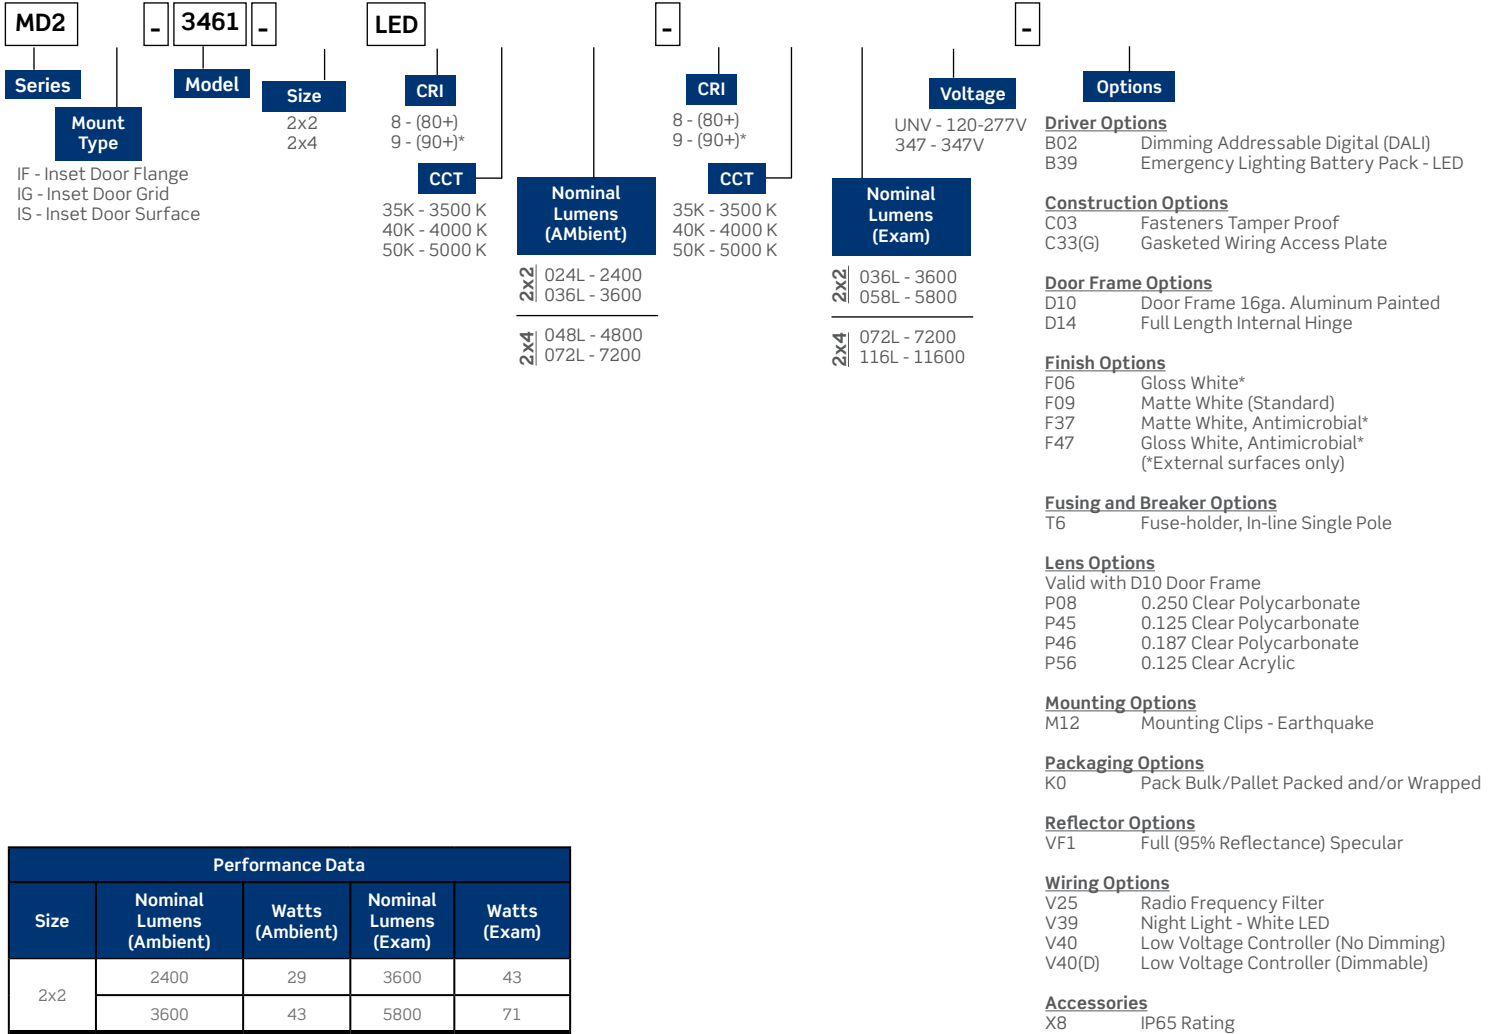 MD2 - 3461 - LED - -
Series
Mount
Type
IF - Inset Door Flange
IG - Inset Door Grid
IS - Inset Door Surface
Model
Size
2x2
2x4
CRI
8 - (80+)
9 - (90+)*
CCT
35K - 3500 K
40K - 4000 K
50K - 5000 K
Nominal
Lumens
(AMbient)
2x2
024L - 2400
036L - 3600
2x4
048L - 4800
072L - 7200
CRI
8 - (80+)
9 - (90+)*
CCT
35K - 3500 K
40K - 4000 K
50K - 5000 K
Nominal
Lumens
(Exam)
2x2
036L - 3600
058L - 5800
2x4
072L - 7200
116L - 11600
Voltage
UNV - 120-277V
347 - 347V
Options
Driver Options
B02 Dimming Addressable Digital (DALI)
B39 Emergency Lighting Battery Pack - LED
Construction Options
C03 Fasteners Tamper Proof
C33(G) Gasketed Wiring Access Plate
Door Frame Options
D10 Door Frame 16ga. Aluminum Painted
D14 Full Length Internal Hinge
Finish Options
F06 Gloss White*
F09 Matte White (Standard)
F37 Matte White, Antimicrobial*
F47 Gloss White, Antimicrobial*
(*External surfaces only)
Fusing and Breaker Options
T6 Fuse-holder, In-line Single Pole
Lens Options
Valid with D10 Door Frame
P08 0.250 Clear Polycarbonate
P45 0.125 Clear Polycarbonate
P46 0.187 Clear Polycarbonate
P56 0.125 Clear Acrylic
Mounting Options
M12 Mounting Clips - Earthquake
Packaging Options
K0 Pack Bulk/Pallet Packed and/or Wrapped
Reflector Options
VF1 Full (95% Reflectance) Specular
Wiring Options
V25 Radio Frequency Filter
V39 Night Light - White LED
V40 Low Voltage Controller (No Dimming)
V40(D) Low Voltage Controller (Dimmable)
Accessories
X8 IP65 Rating
Performance Data
Size Nominal Lumens (Ambient) Watts (Ambient) Nominal Lumens (Exam) Watts (Exam)
2x2 2400 29 3600 43
3600 43 5800 71